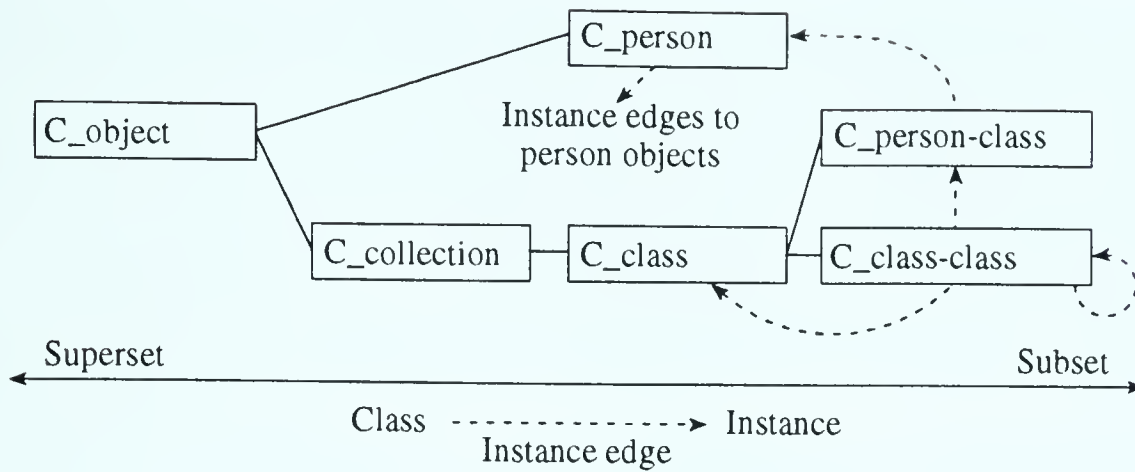 C_person
C_object
Instance edges to
person objects
C_person-class
C_collection
C_class
C_class-class
Superset
Subset
Class
Instance
Instance edge